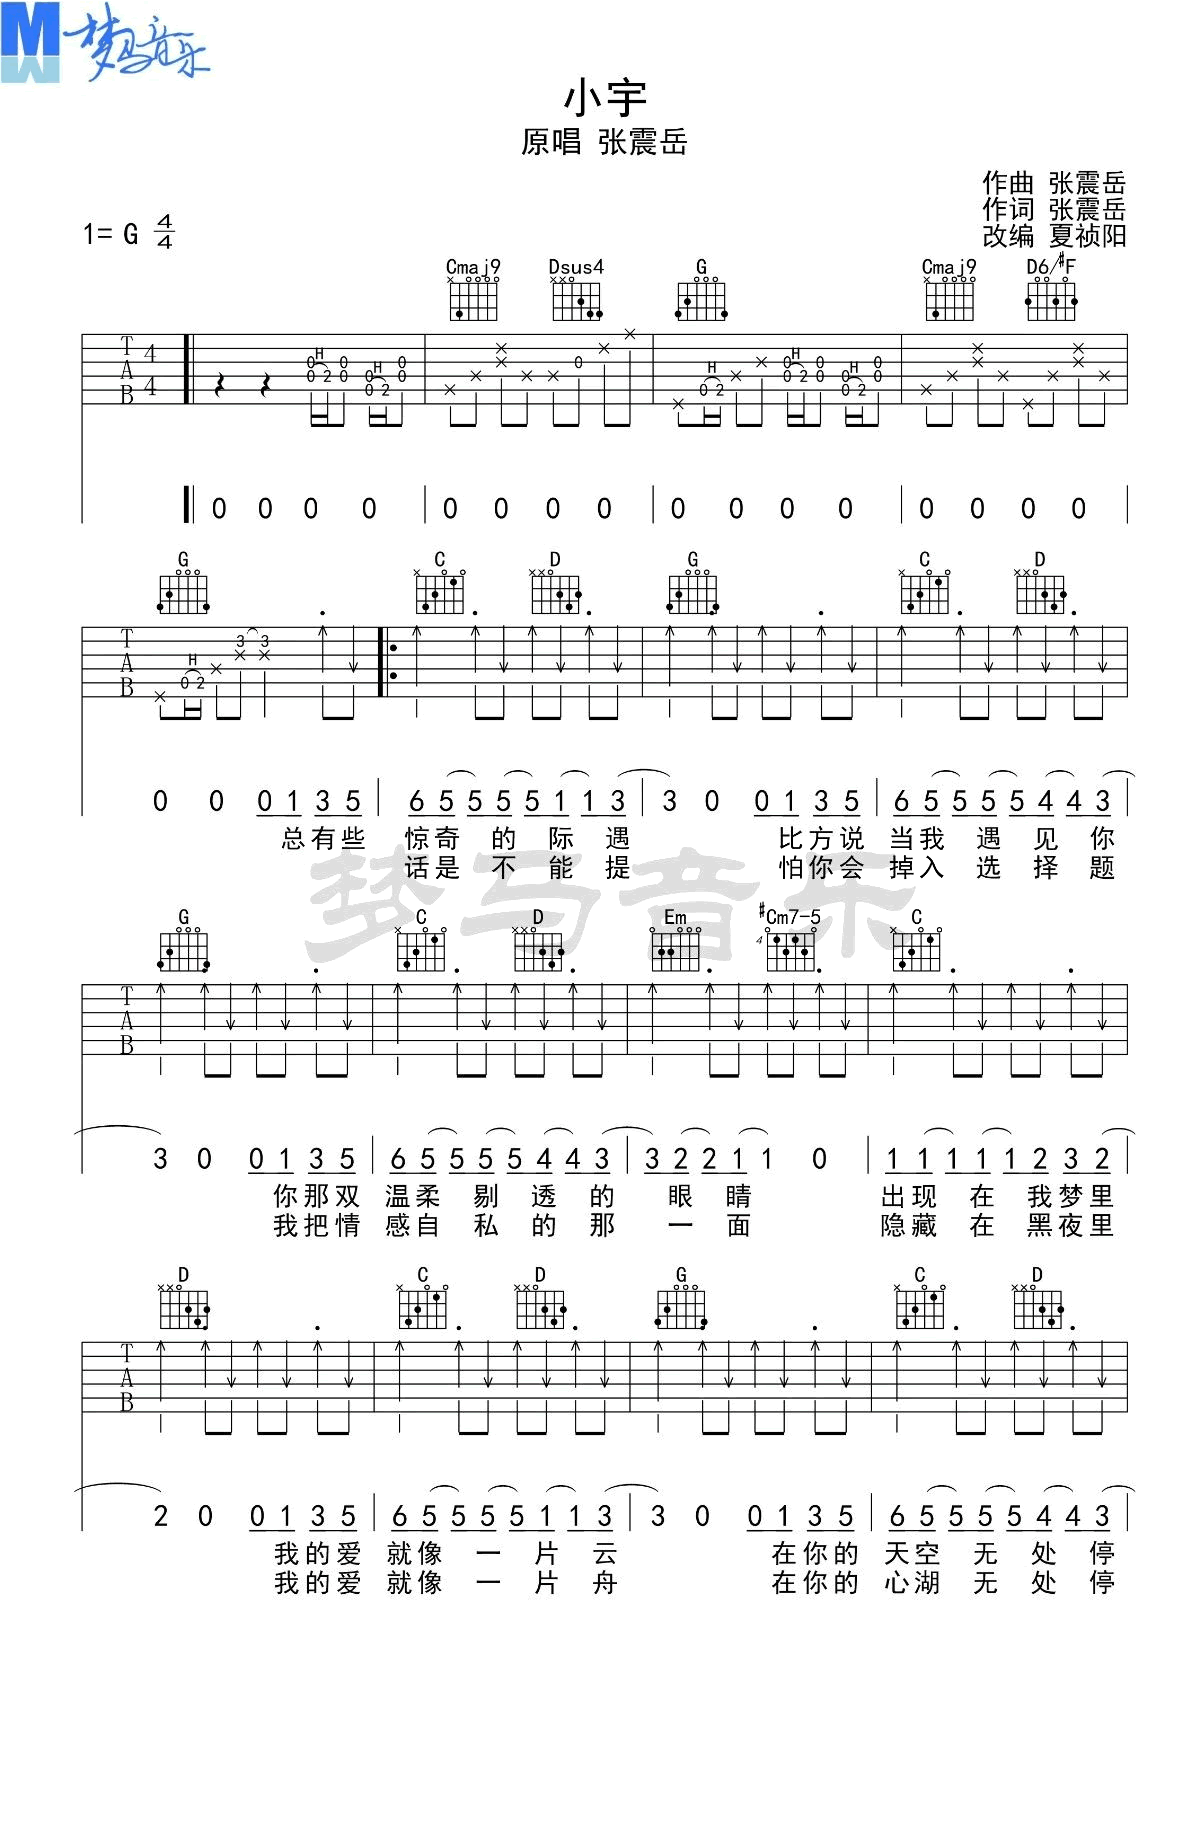 M 梦马音乐
小宇
原唱 张震岳
作曲 张震岳
作词 张震岳
1= G 4/4 改编 夏祯阳
Cmaj9 Dsus4 G Cmaj9 D6/#F
T A B 4 4 H H H H H
0 0 0 0 0 0 0 0 0 0 0 0 0 0 0 0
G C D G C D
T A B H 0 2 3 3
0 0 0 1 3 5 6 5 5 5 5 1 1 3 3 0 0 1 3 5 6 5 5 5 5 4 4 3
总有些 惊奇的际遇 比方说当我遇见你
话是不能提 怕你会掉入选择题
梦马音乐
G C D Em #Cm7-5 C
4
T A B
3 0 0 1 3 5 6 5 5 5 5 4 4 3 3 2 2 1 1 0 1 1 1 1 1 2 3 2
你那双温柔剔透的眼睛 出现在我梦里
我把情感自私的那一面 隐藏在黑夜里
D C D G C D
T A B
2 0 0 1 3 5 6 5 5 5 5 1 1 3 3 0 0 1 3 5 6 5 5 5 5 4 4 3
我的爱就像一片云 在你的天空无处停
我的爱就像一片舟 在你的心湖无处停